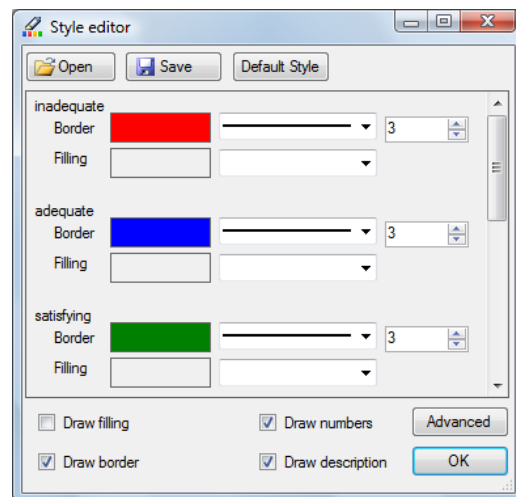 Style editor
Open Save Default Style
inadequate
Border 3
Filling
adequate
Border 3
Filling
satisfying
Border 3
Filling
Draw filling Draw numbers Advanced
Draw border Draw description OK